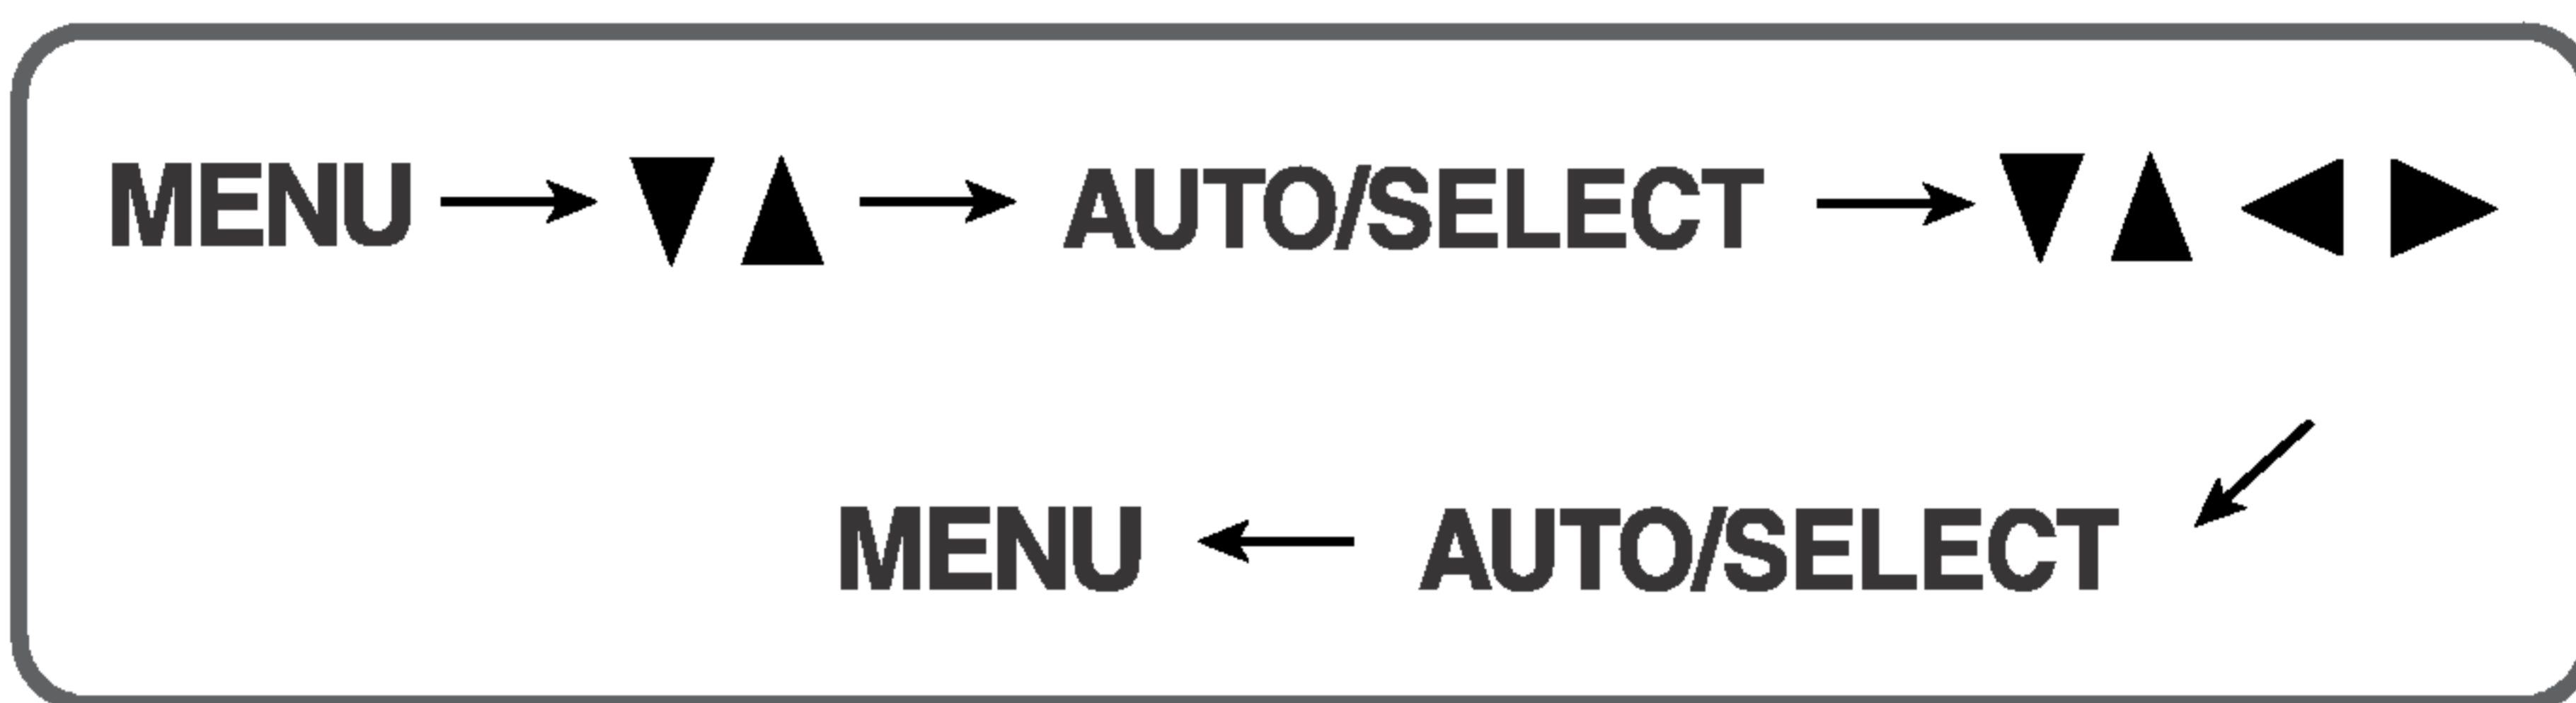 MENU → ▼ ▲ → AUTO/SELECT → ▼ ▲ ◀ ▶
MENU ← AUTO/SELECT